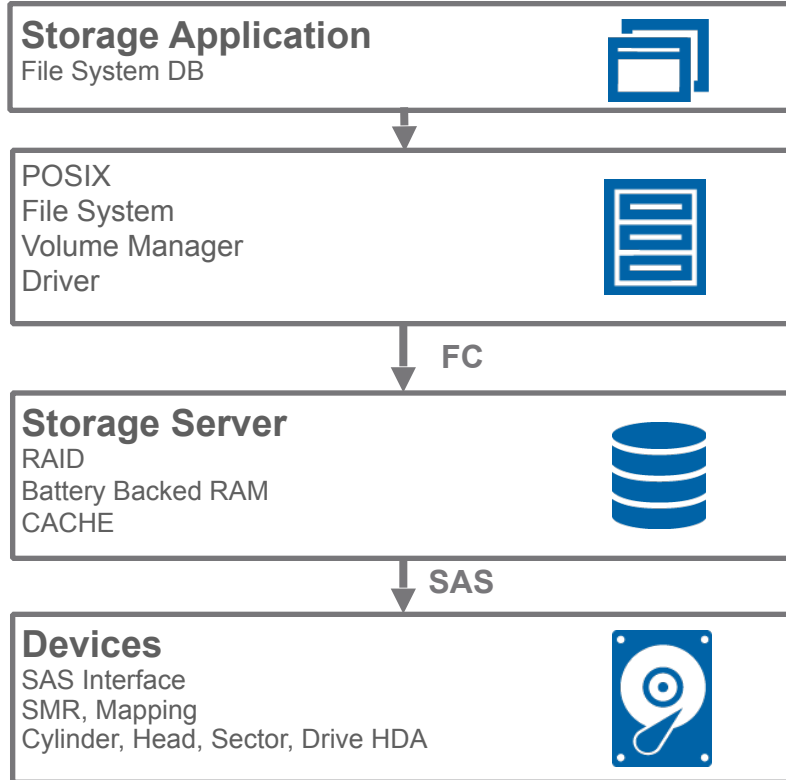 Storage Application
File System DB
POSIX
File System
Volume Manager
Driver
FC
Storage Server
RAID
Battery Backed RAM
CACHE
SAS
Devices
SAS Interface
SMR, Mapping
Cylinder, Head, Sector, Drive HDA